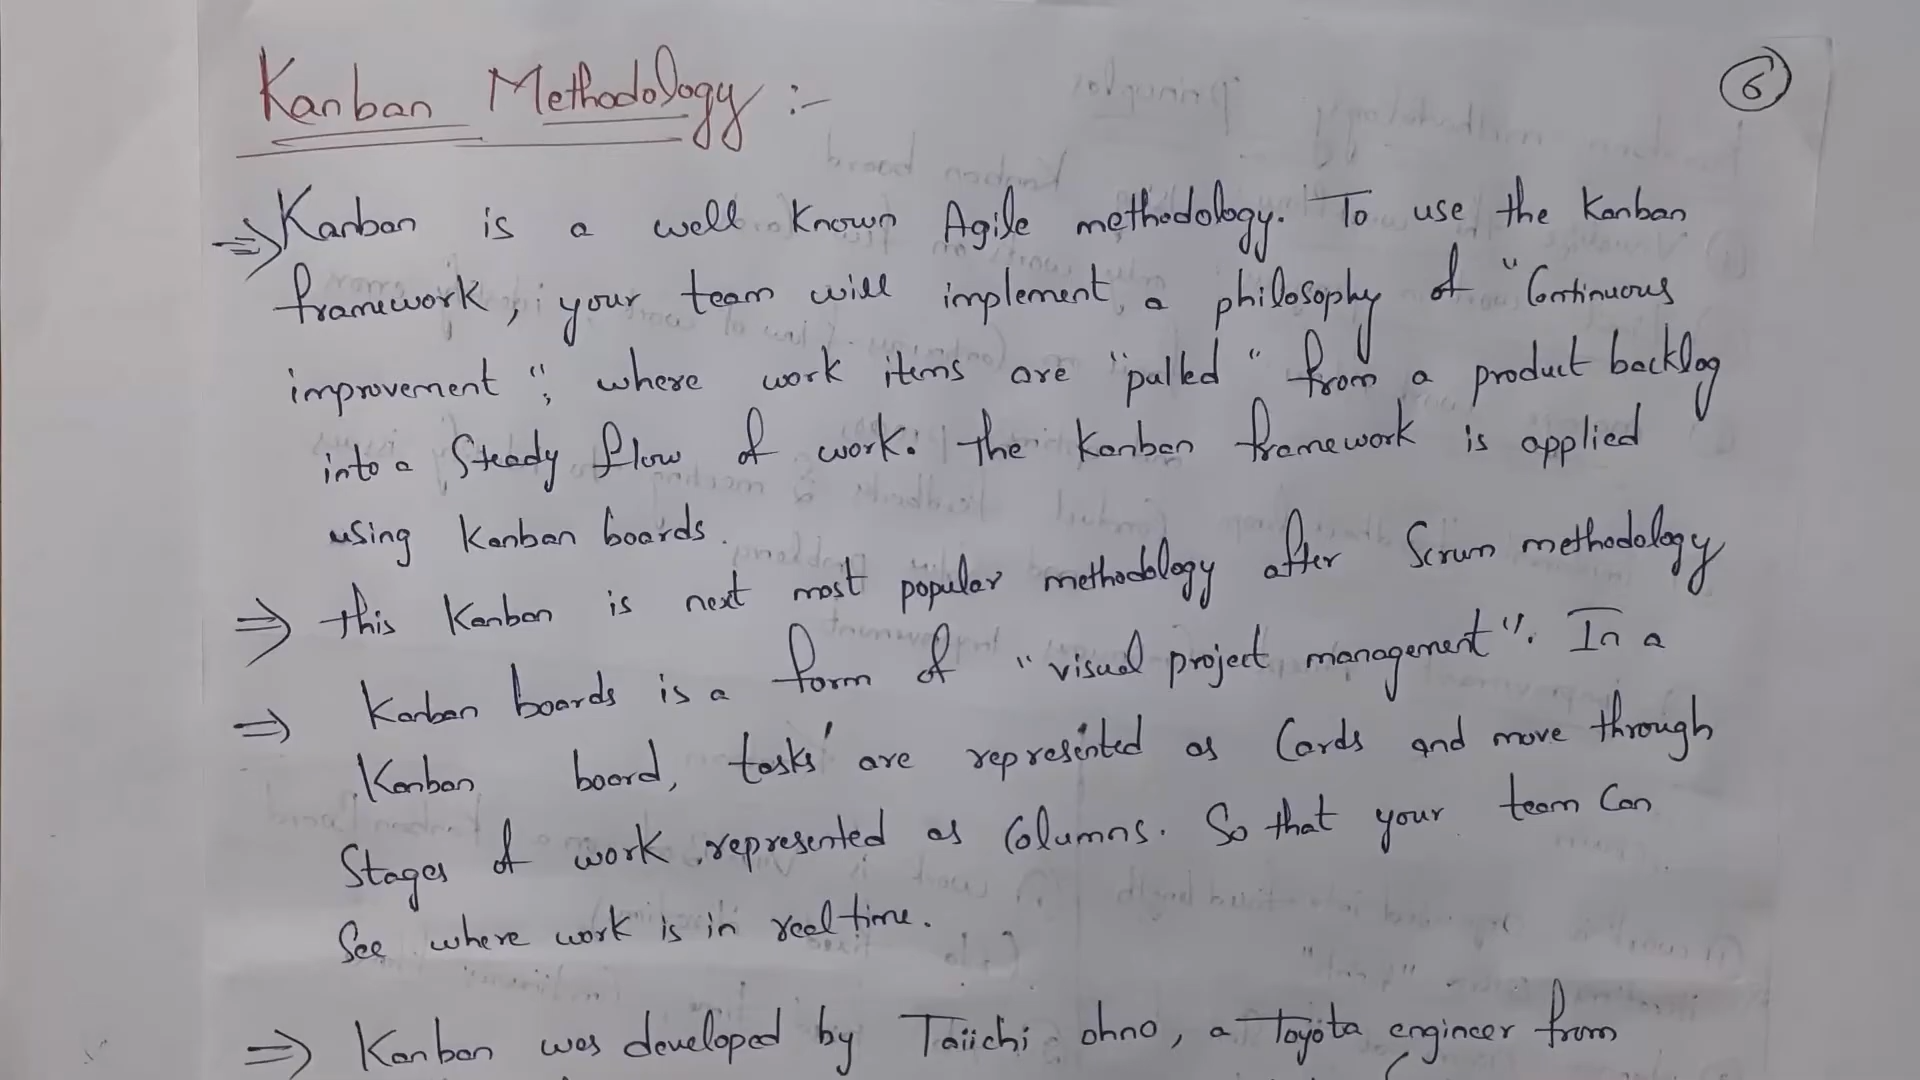 Kanban Methodology :-
6
⇒ Kanban is a well known Agile methodology. To use the Kanban
framework, your team will implement a philosophy of "Continuous
improvement", where work items are "pulled" from a product backlog
into a steady flow of work. the Kanban framework is applied
using Kanban boards.
⇒ this Kanban is next most popular methodology after Scrum methodology
⇒ Kanban boards is a form of "visual project management". In a
Kanban board, tasks are represented as Cards and move through
Stages of work represented as Columns. So that your team Can
See where work is in real time.
⇒ Kanban was developed by Taiichi ohno, a Toyota engineer from